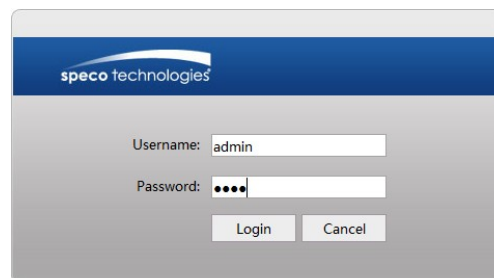 speco technologies
Username: admin
Password: ••••
Login Cancel